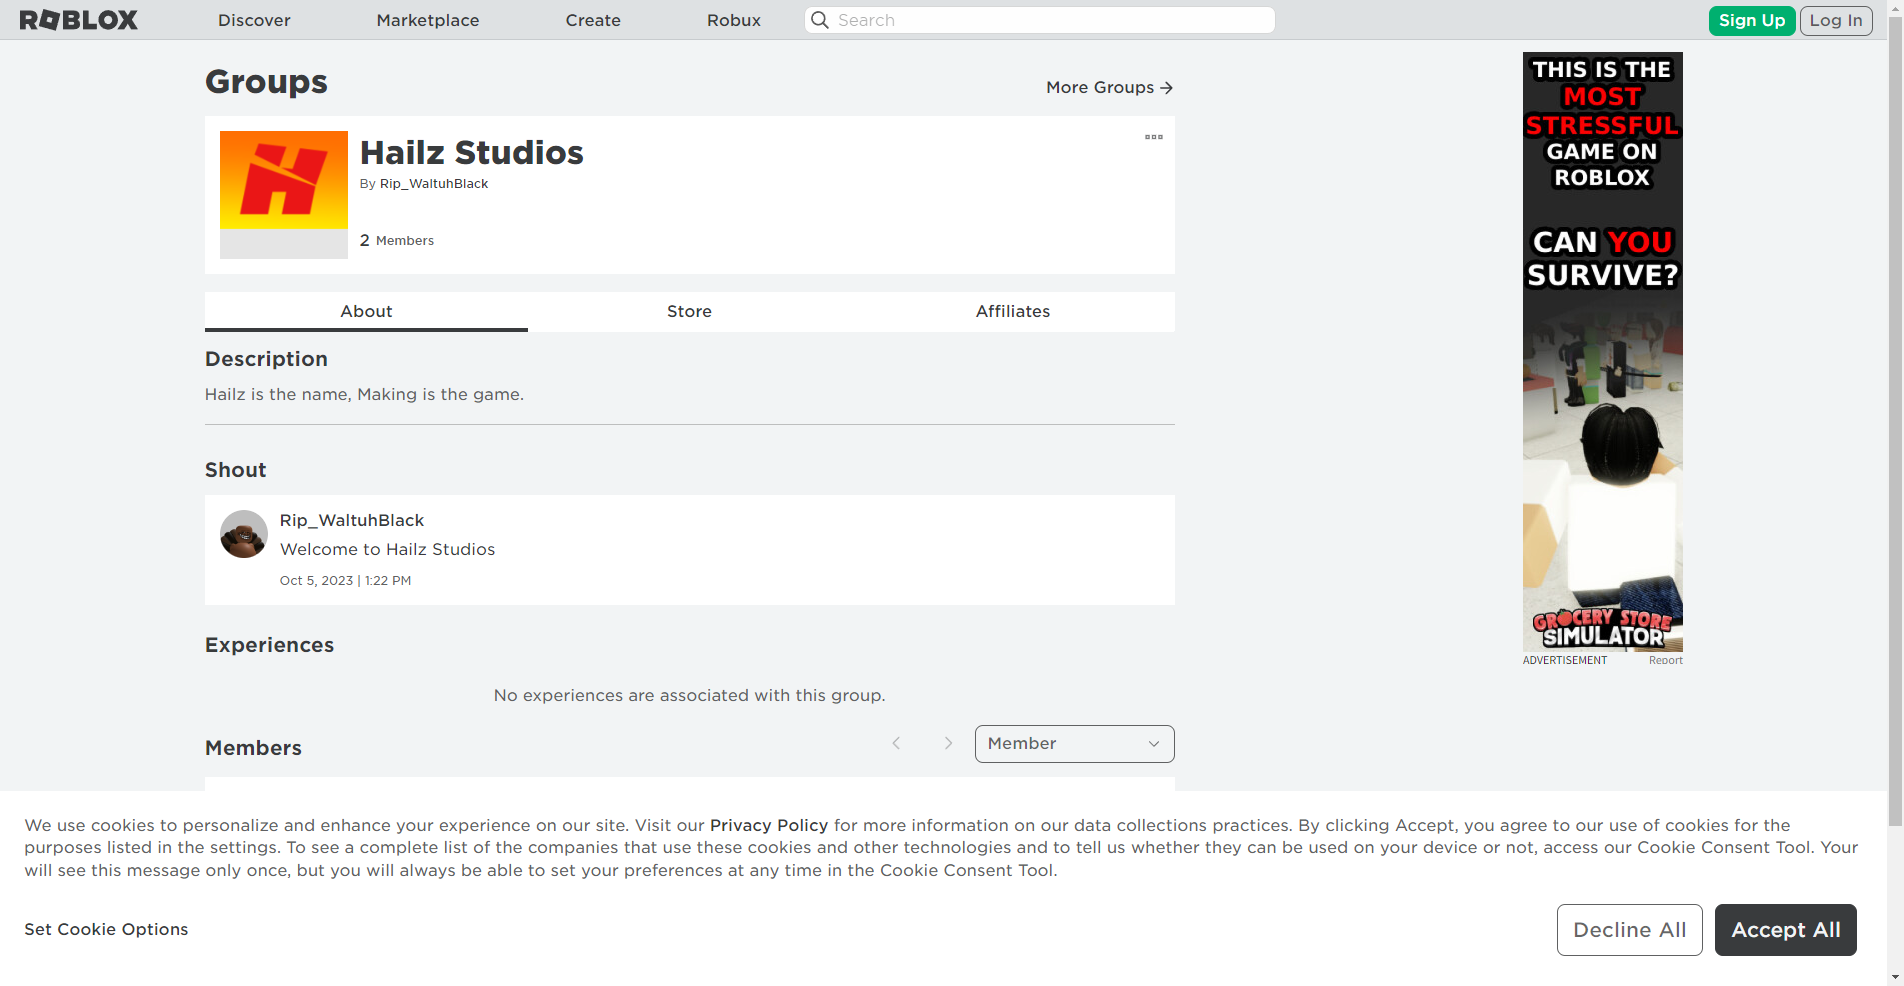 ROBLOX
Discover
Marketplace
Create
Robux
Search
Sign Up
Log In
Groups
More Groups
Hailz Studios
By Rip_WaltuhBlack
2 Members
About
Store
Affiliates
Description
Hailz is the name, Making is the game.
Shout
Rip_WaltuhBlack
Welcome to Hailz Studios
Oct 5, 2023 | 1:22 PM
Experiences
No experiences are associated with this group.
Members
Member
THIS IS THE
MOST
STRESSFUL
GAME ON
ROBLOX
CAN YOU
SURVIVE?
GROCERY STORE
SIMULATOR
ADVERTISEMENT
Report
We use cookies to personalize and enhance your experience on our site. Visit our Privacy Policy for more information on our data collections practices. By clicking Accept, you agree to our use of cookies for the
purposes listed in the settings. To see a complete list of the companies that use these cookies and other technologies and to tell us whether they can be used on your device or not, access our Cookie Consent Tool. Your
will see this message only once, but you will always be able to set your preferences at any time in the Cookie Consent Tool.
Set Cookie Options
Decline All
Accept All